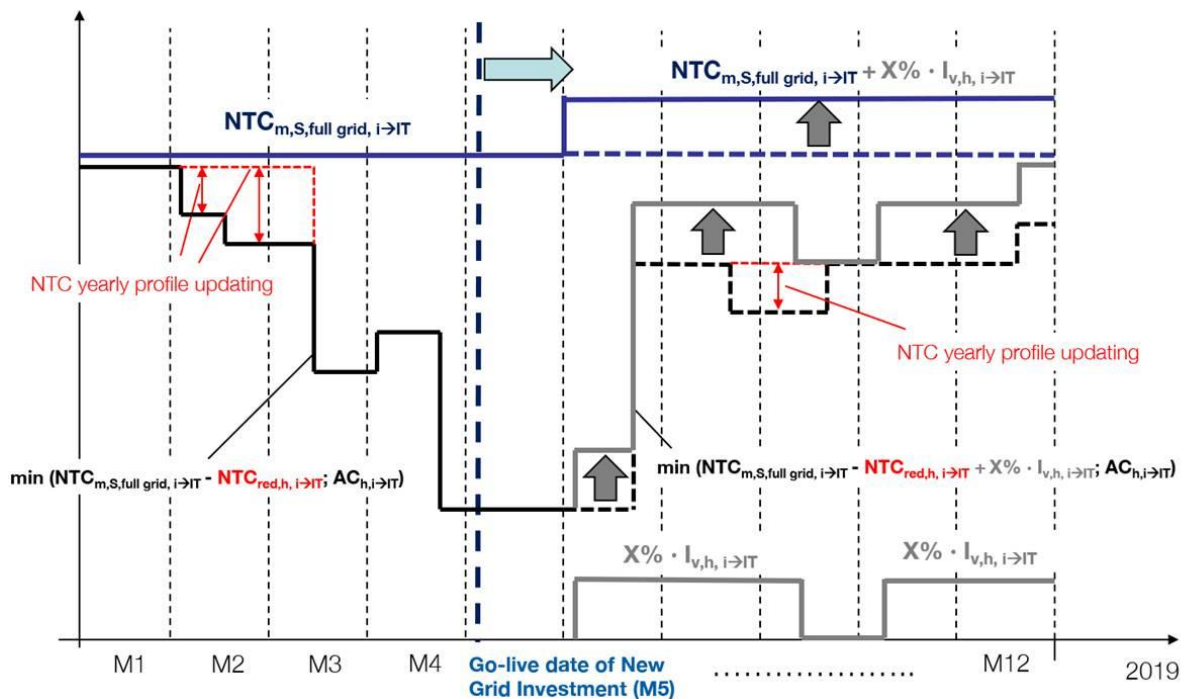 NTCm,S,full grid, i→IT + X% · Iv,h, i→IT
NTCm,S,full grid, i→IT
NTC yearly profile updating
NTC yearly profile updating
min (NTCm,S,full grid, i→IT - NTCred,h, i→IT; ACh,i→IT)
min (NTCm,S,full grid, i→IT - NTCred,h, i→IT + X% · Iv,h, i→IT; ACh,i→IT)
X% · Iv,h, i→IT
X% · Iv,h, i→IT
M1
M2
M3
M4
Go-live date of New
Grid Investment (M5)
..................
M12
2019